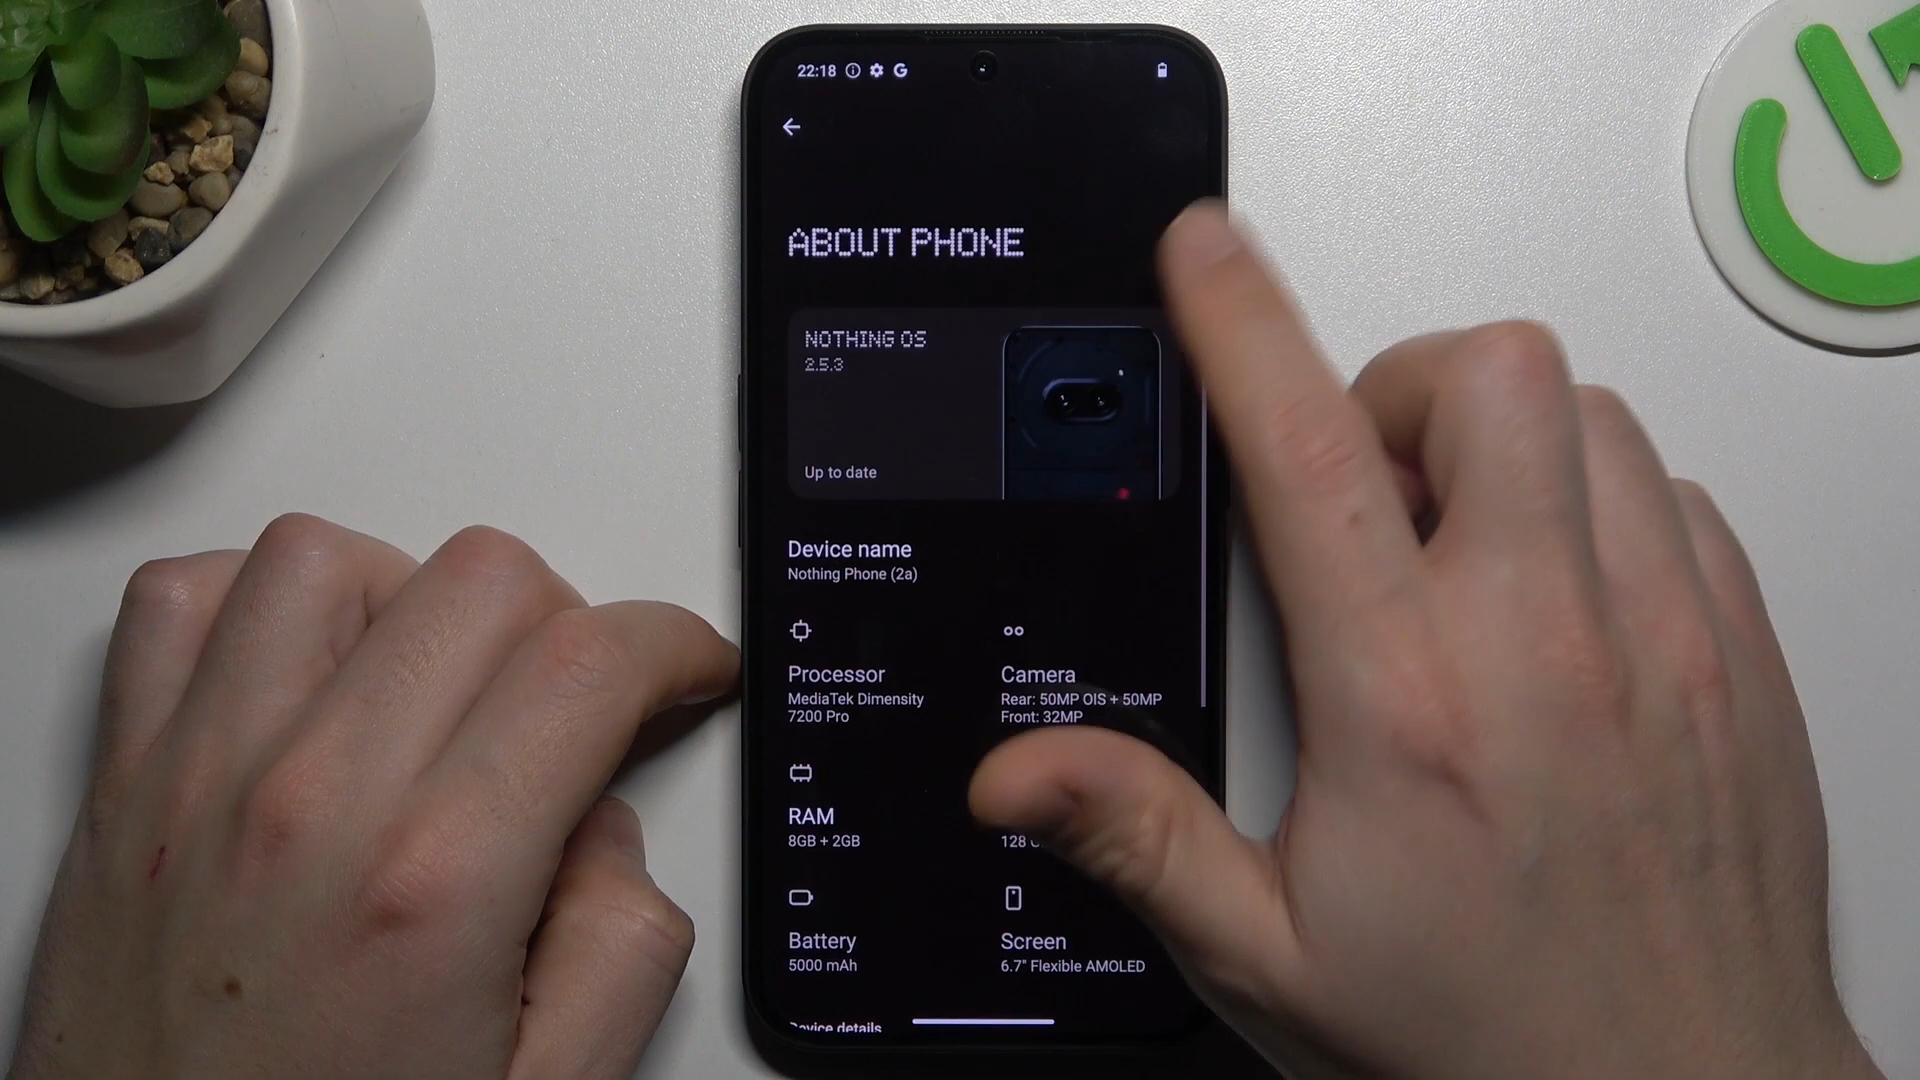 22:18
ABOUT PHONE
NOTHING OS
2.5.3
Up to date
Device name
Nothing Phone (2a)
Processor
MediaTek Dimensity
7200 Pro
Camera
Rear: 50MP OIS + 50MP
Front: 32MP
RAM
8GB + 2GB
128
Battery
5000 mAh
Screen
6.7" Flexible AMOLED
Device details